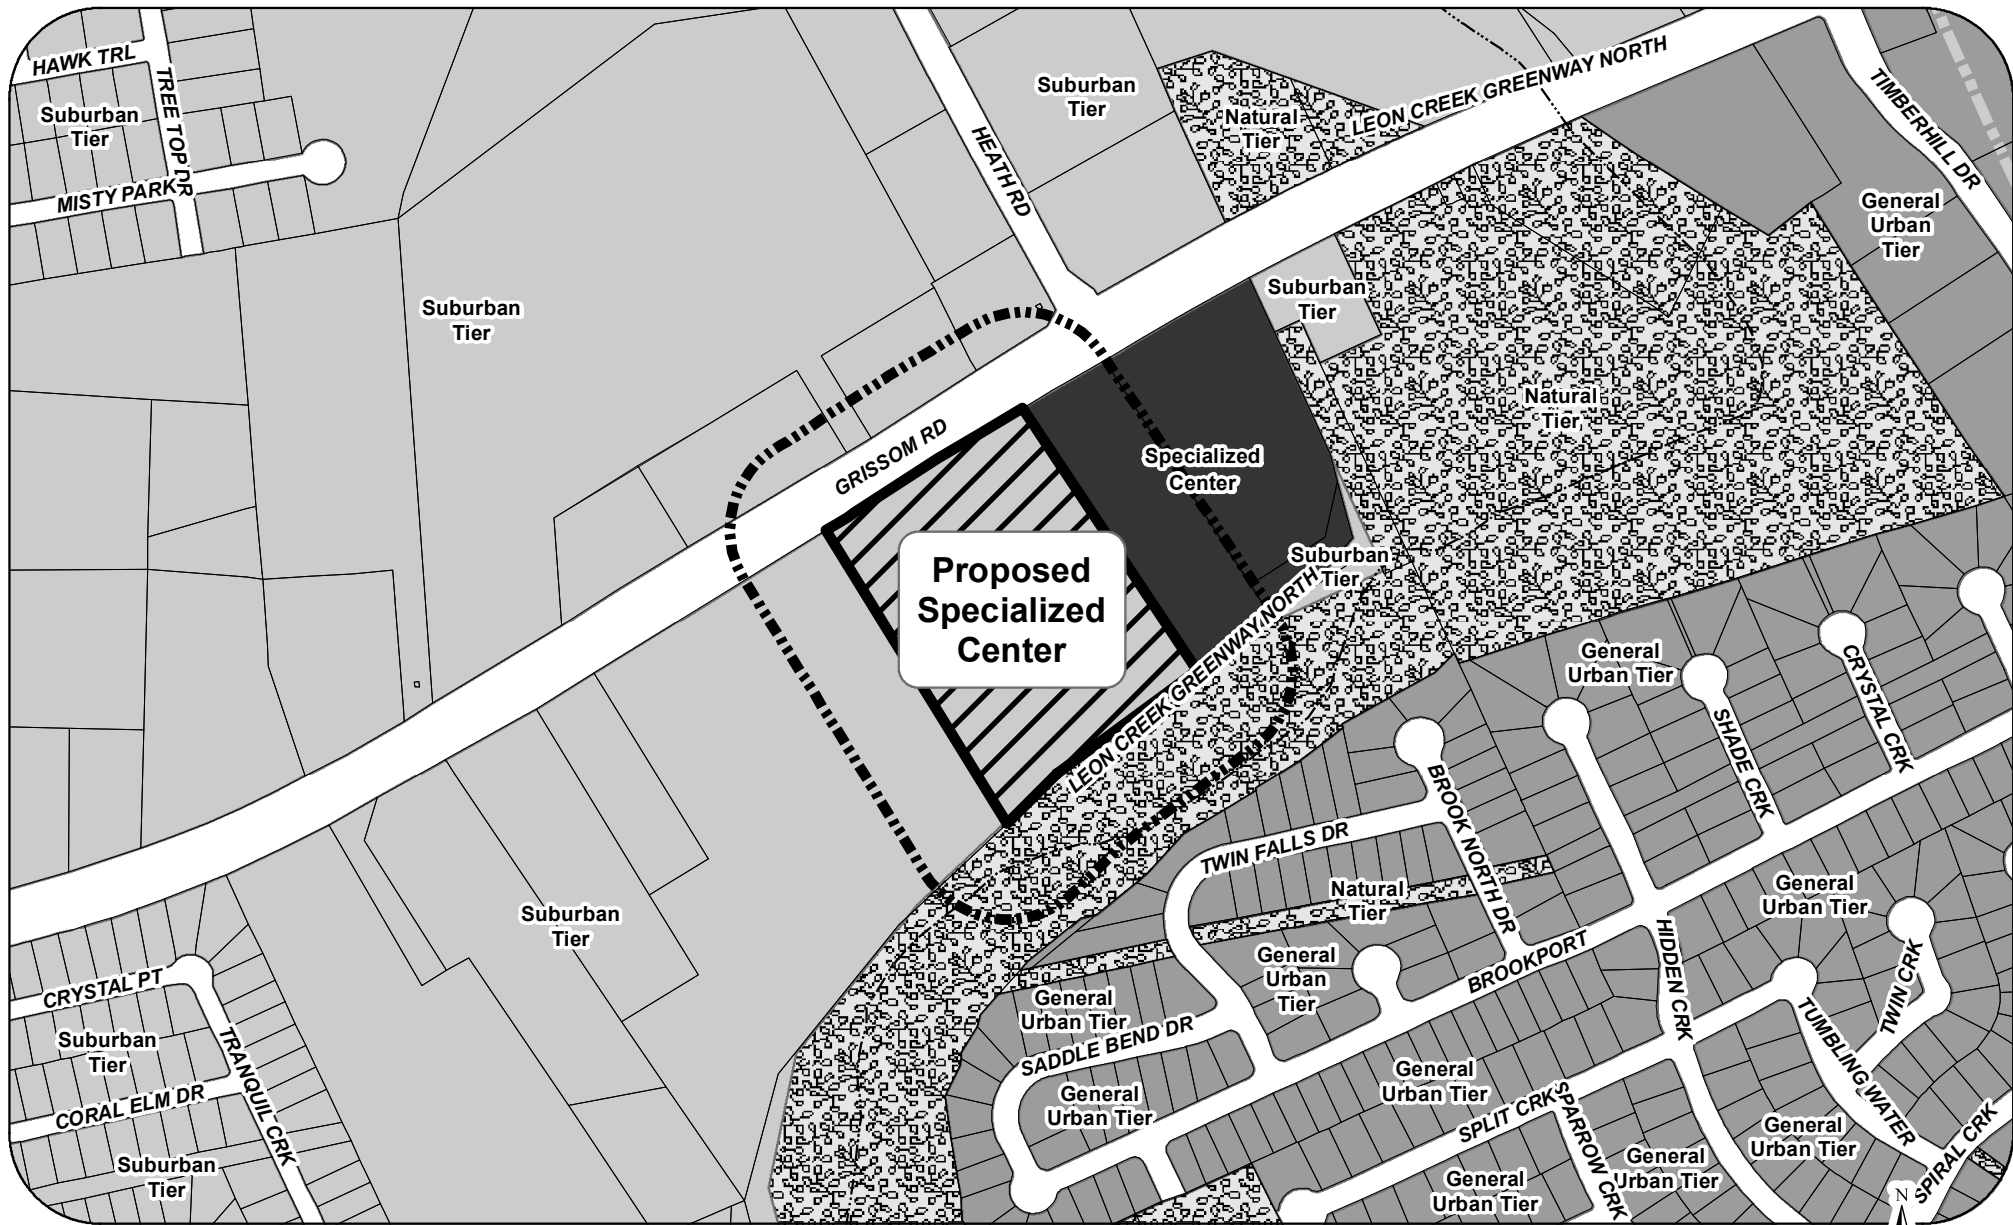 HAWK TRL
TREE TOP DR
Suburban
Tier
MISTY PARK
Suburban
Tier
HEATH RD
Suburban
Tier
Natural
Tier
LEON CREEK GREENWAY NORTH
TIMBERHILL DR
General
Urban
Tier
Suburban
Tier
Natural
Tier
GRISSOM RD
Specialized
Center
Proposed
Specialized
Center
Suburban
Tier
LEON CREEK GREENWAY NORTH
General
Urban Tier
CRYSTAL CRK
SHADE CRK
BROOK NORTH DR
TWIN FALLS DR
Natural
Tier
General
Urban Tier
Suburban
Tier
General
Urban
Tier
BROOKPORT
HIDDEN CRK
TWIN CRK
CRYSTAL PT
General
Urban Tier
SADDLE BEND DR
TUMBLING WATER
Suburban
Tier
TRANQUIL CRK
CORAL ELM DR
General
Urban Tier
General
Urban Tier
SPLIT CRK
SPARROW CRK
General
Urban Tier
Suburban
Tier
General
Urban Tier
General
Urban Tier
SPIRAL CRK
N